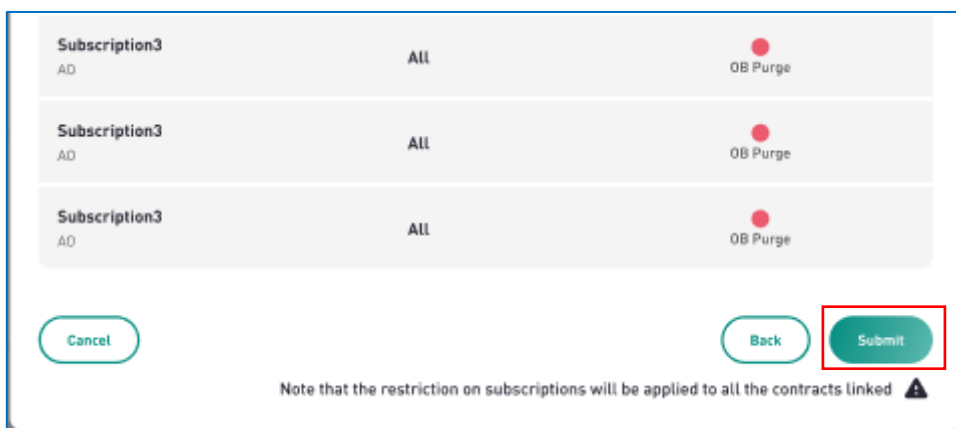 Subscription3
AO
All
OB Purge
Subscription3
AO
All
OB Purge
Subscription3
AO
All
OB Purge
Cancel
Back
Submit
Note that the restriction on subscriptions will be applied to all the contracts linked